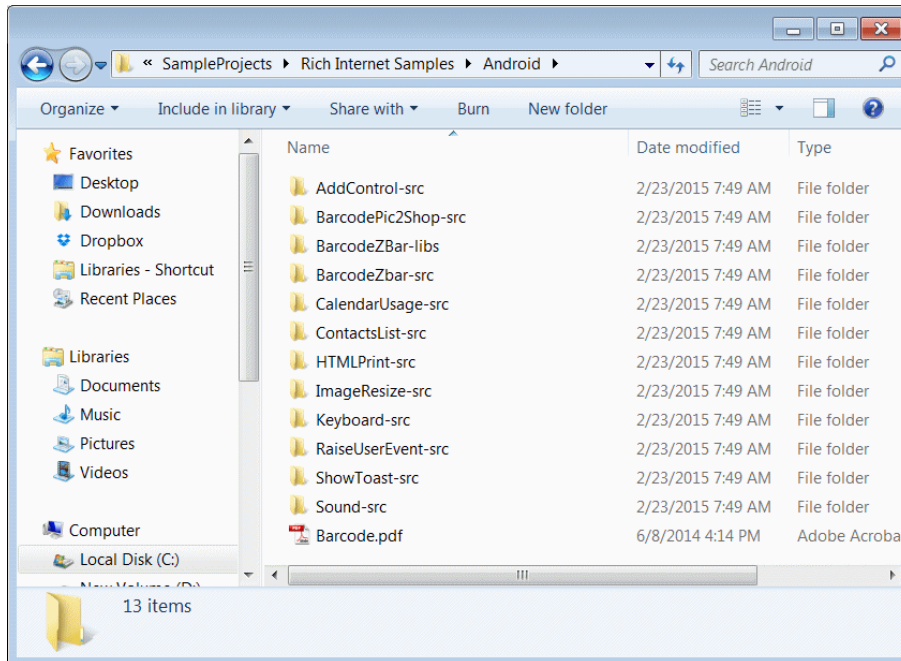 « SampleProjects Rich Internet Samples Android Search Android
Organize Include in library Share with Burn New folder
Name Date modified Type
Favorites
Desktop
Downloads
Dropbox
Libraries - Shortcut
Recent Places
Libraries
Documents
Music
Pictures
Videos
Computer
Local Disk (C:)
New Volume (D:)
AddControl-src 2/23/2015 7:49 AM File folder
BarcodePic2Shop-src 2/23/2015 7:49 AM File folder
BarcodeZBar-libs 2/23/2015 7:49 AM File folder
BarcodeZbar-src 2/23/2015 7:49 AM File folder
CalendarUsage-src 2/23/2015 7:49 AM File folder
ContactsList-src 2/23/2015 7:49 AM File folder
HTMLPrint-src 2/23/2015 7:49 AM File folder
ImageResize-src 2/23/2015 7:49 AM File folder
Keyboard-src 2/23/2015 7:49 AM File folder
RaiseUserEvent-src 2/23/2015 7:49 AM File folder
ShowToast-src 2/23/2015 7:49 AM File folder
Sound-src 2/23/2015 7:49 AM File folder
Barcode.pdf 6/8/2014 4:14 PM Adobe Acroba
13 items